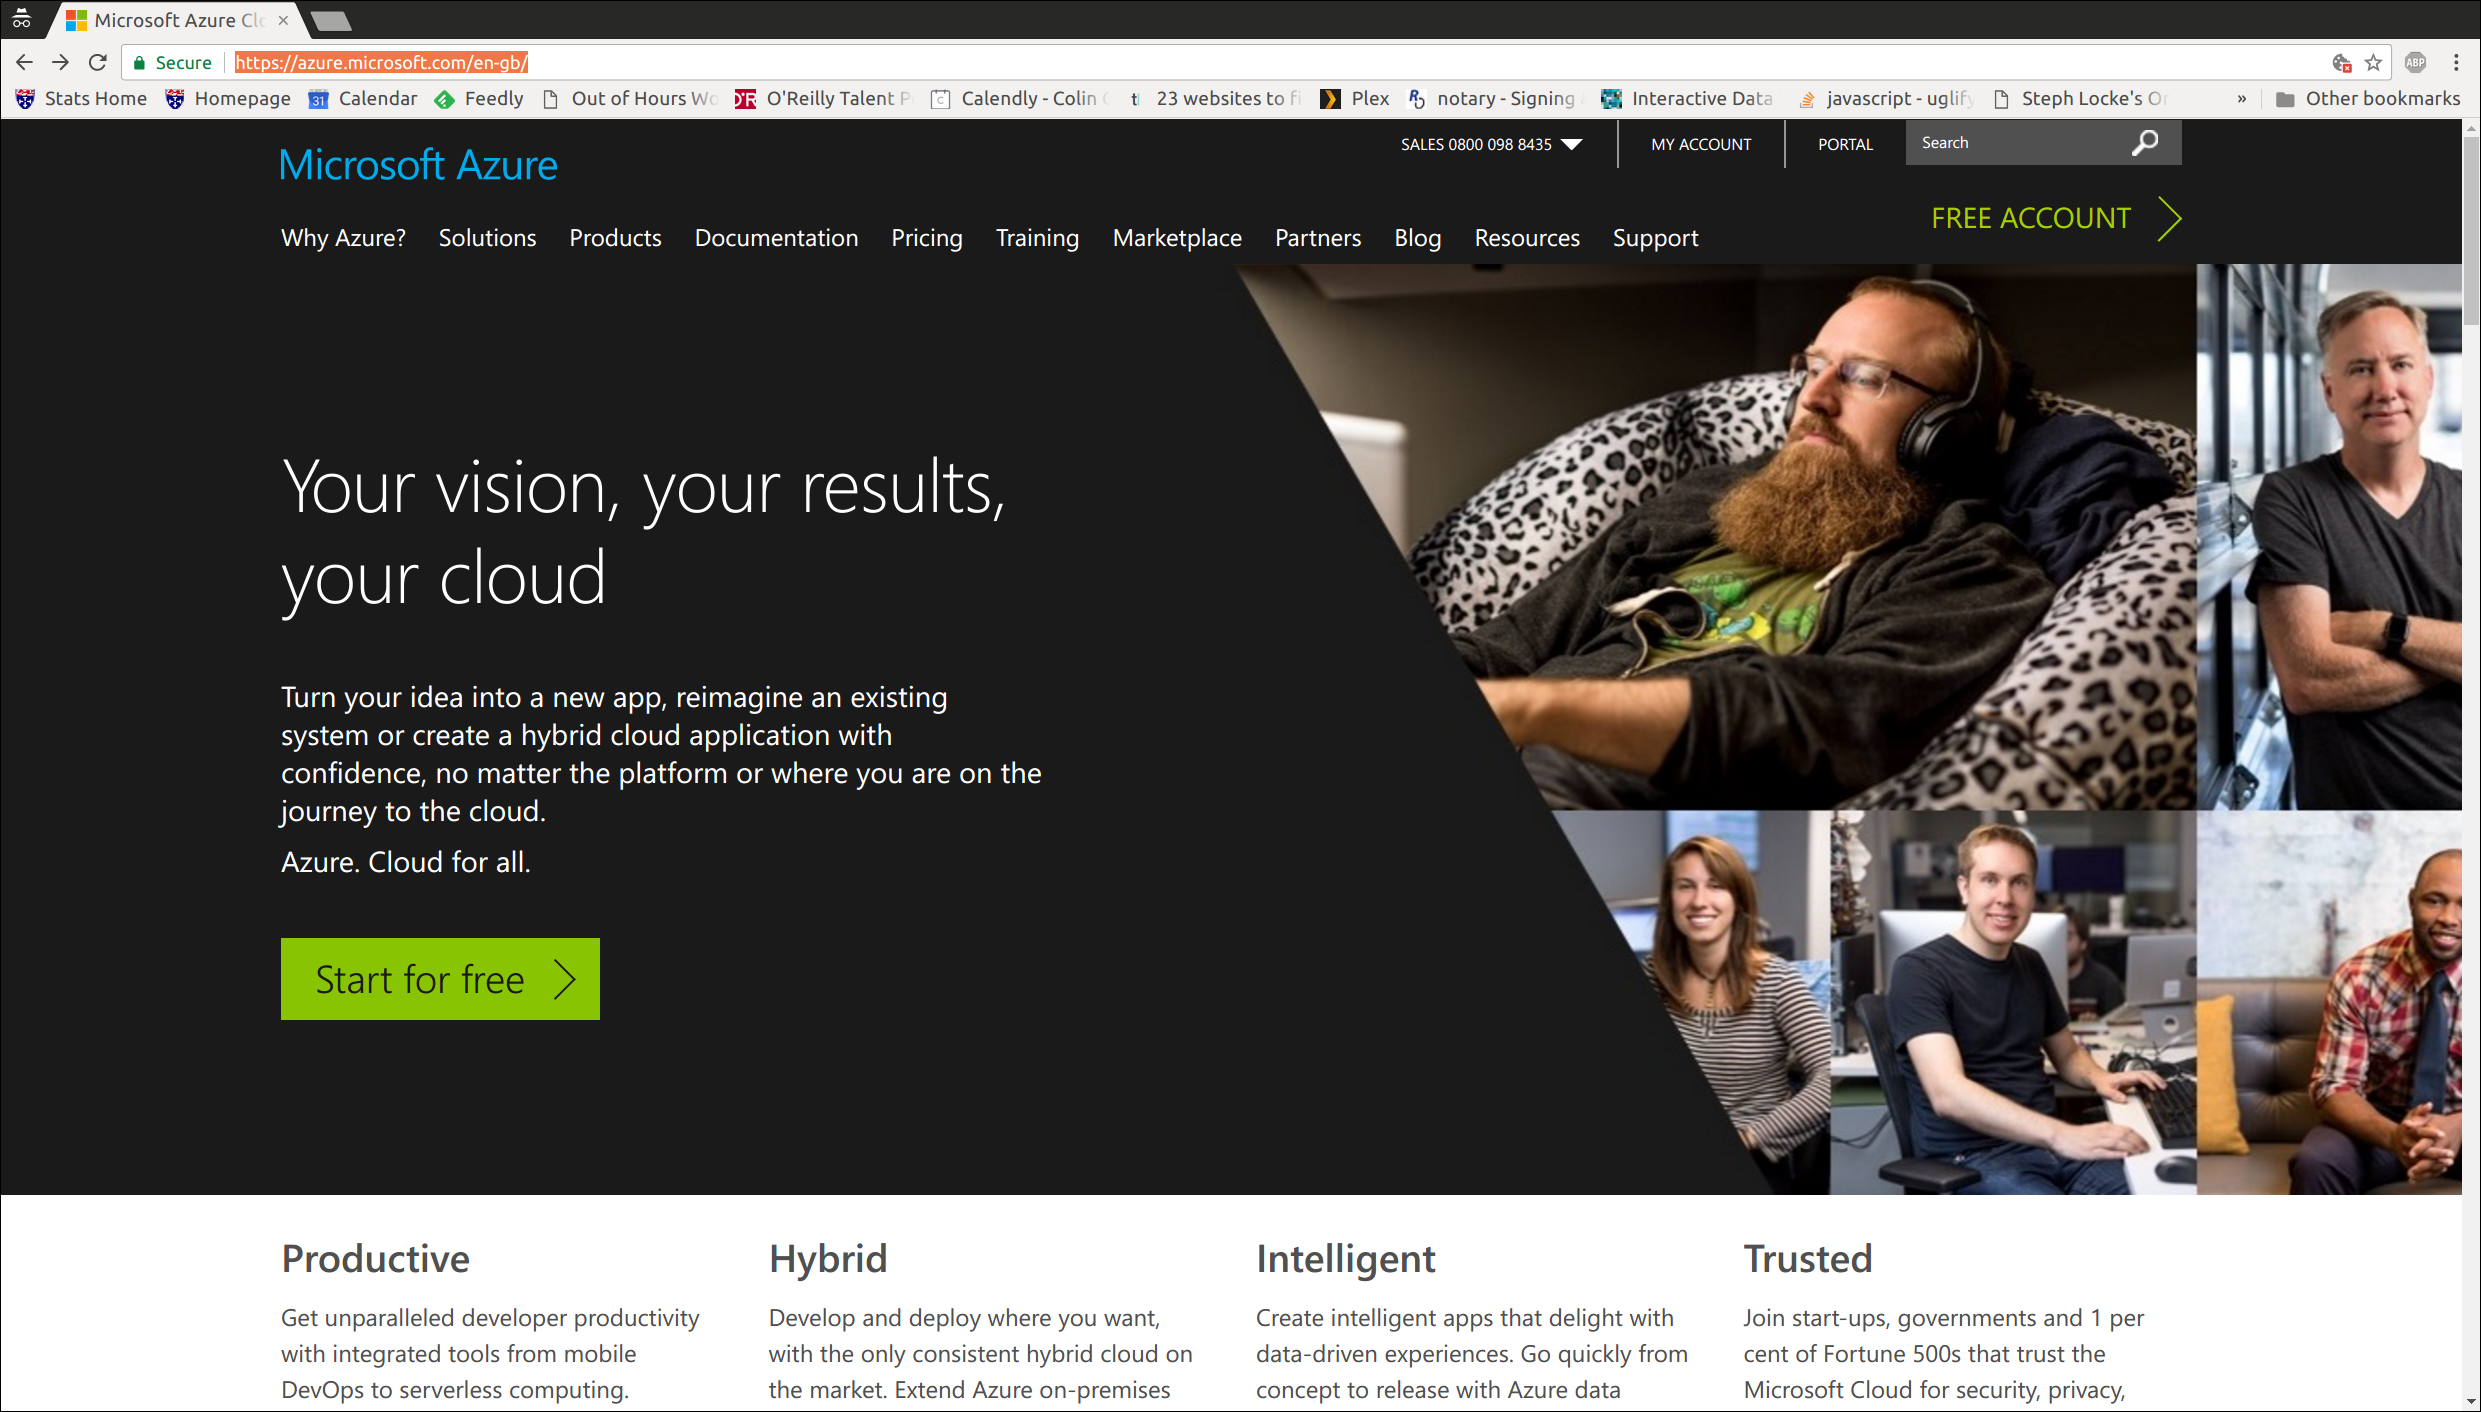 Microsoft Azure Clo
Secure
https://azure.microsoft.com/en-gb/
ABP
Stats Home
Homepage
31
Calendar
Feedly
Out of Hours Wo
O'R
O'Reilly Talent P
Calendly - Colin
23 websites to fi
Plex
notary - Signing
Interactive Data
javascript - uglify
Steph Locke's Or
»
Other bookmarks
Microsoft Azure
SALES 0800 098 8435
MY ACCOUNT
PORTAL
Search
FREE ACCOUNT
Why Azure?
Solutions
Products
Documentation
Pricing
Training
Marketplace
Partners
Blog
Resources
Support
Your vision, your results,
your cloud
Turn your idea into a new app, reimagine an existing
system or create a hybrid cloud application with
confidence, no matter the platform or where you are on the
journey to the cloud.
Azure. Cloud for all.
Start for free
Productive
Get unparalleled developer productivity
with integrated tools from mobile
DevOps to serverless computing.
Hybrid
Develop and deploy where you want,
with the only consistent hybrid cloud on
the market. Extend Azure on-premises
Intelligent
Create intelligent apps that delight with
data-driven experiences. Go quickly from
concept to release with Azure data
Trusted
Join start-ups, governments and 1 per
cent of Fortune 500s that trust the
Microsoft Cloud for security, privacy,